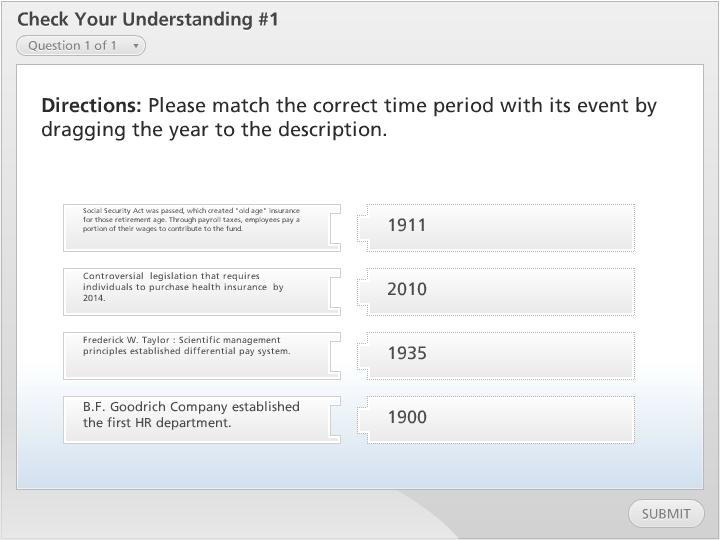 Check Your Understanding #1
Question 1 of 1
Directions: Please match the correct time period with its event by
dragging the year to the description.
Social Security Act was passed, which created "old age" insurance
for those retirement age. Through payroll taxes, employees pay a
portion of their wages to contribute to the fund.
1911
Controversial legislation that requires
individuals to purchase health insurance by
2014.
2010
Frederick W. Taylor : Scientific management
principles established differential pay system.
1935
B.F. Goodrich Company established
the first HR department.
1900
SUBMIT